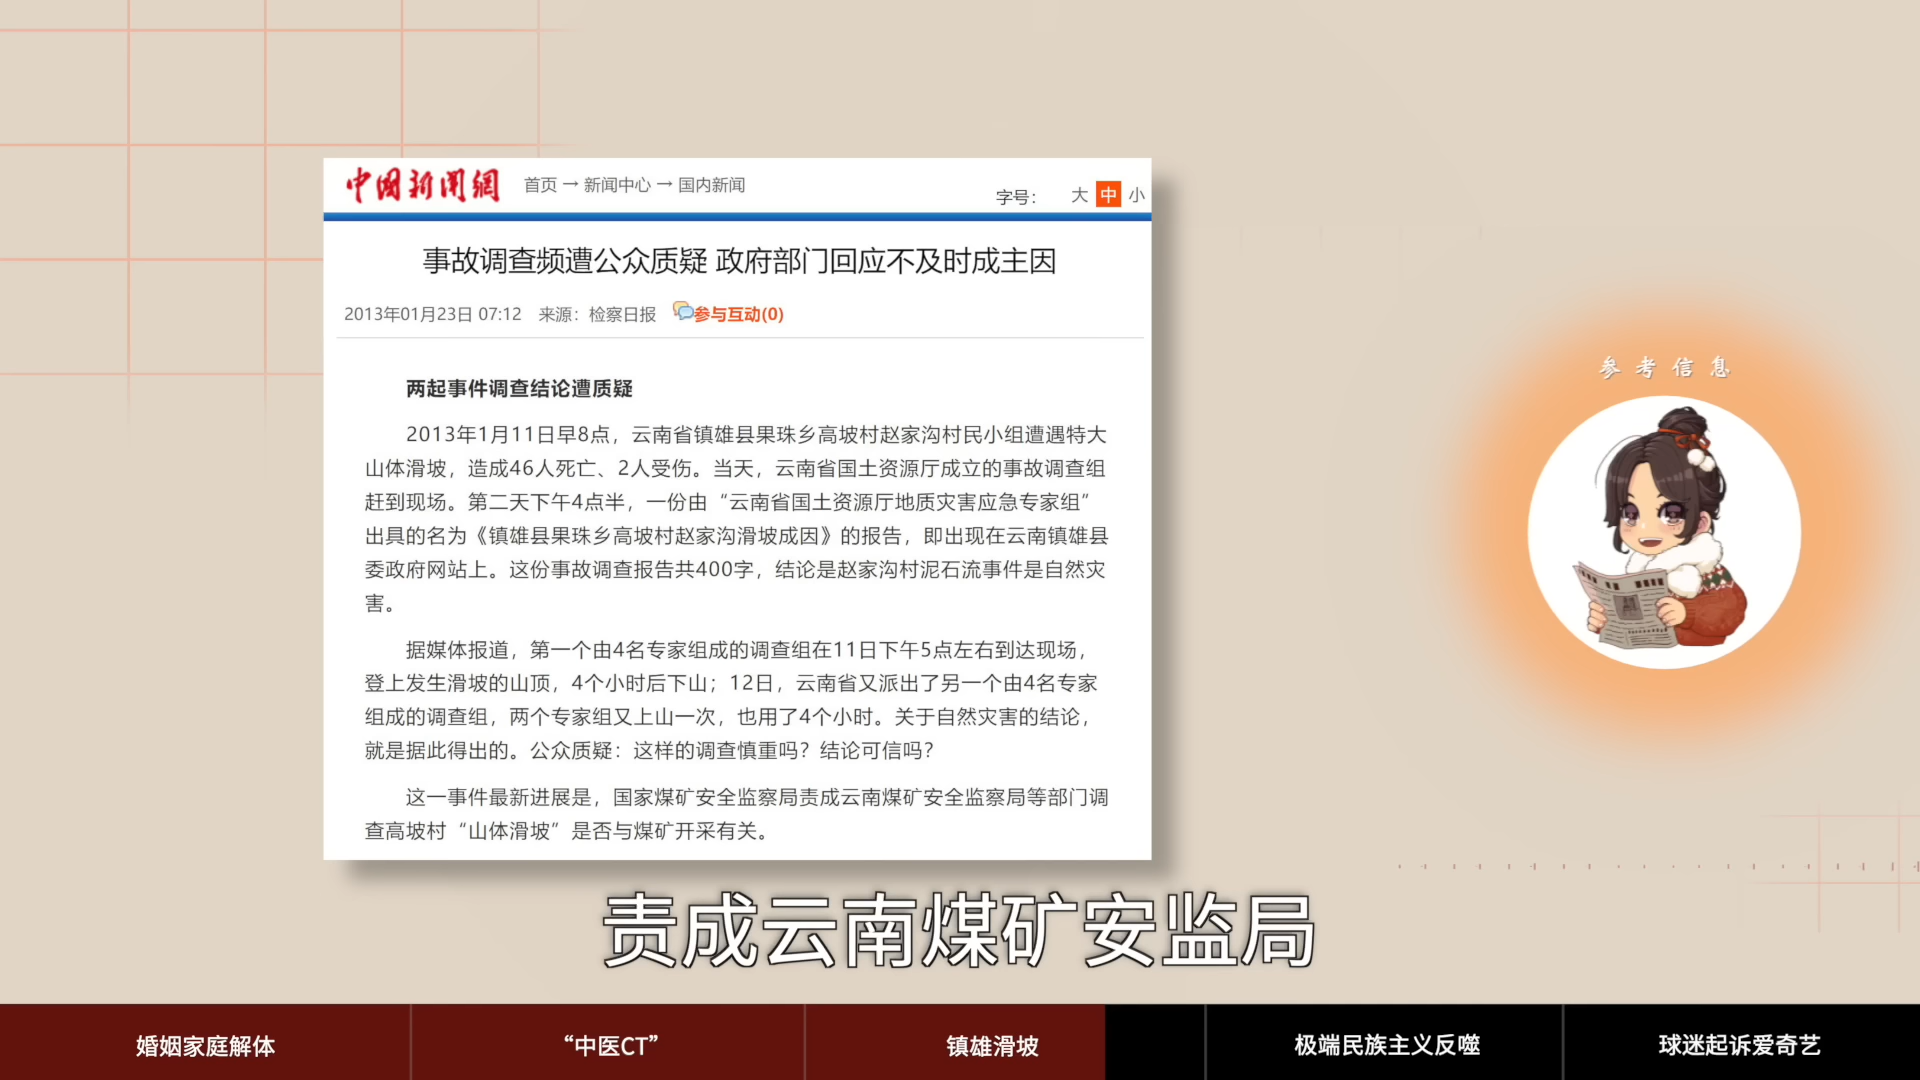 中国新闻网
首页 → 新闻中心 → 国内新闻
字号： 大 中 小
事故调查频遭公众质疑 政府部门回应不及时成主因
2013年01月23日 07:12 来源：检察日报 参与互动(0)
两起事件调查结论遭质疑
2013年1月11日早8点，云南省镇雄县果珠乡高坡村赵家沟村民小组遭遇特大
山体滑坡，造成46人死亡、2人受伤。当天，云南省国土资源厅成立的事故调查组
赶到现场。第二天下午4点半，一份由“云南省国土资源厅地质灾害应急专家组”
出具的名为《镇雄县果珠乡高坡村赵家沟滑坡成因》的报告，即出现在云南镇雄县
委政府网站上。这份事故调查报告共400字，结论是赵家沟村泥石流事件是自然灾
害。
据媒体报道，第一个由4名专家组成的调查组在11日下午5点左右到达现场，
登上发生滑坡的山顶，4个小时后下山；12日，云南省又派出了另一个由4名专家
组成的调查组，两个专家组又上山一次，也用了4个小时。关于自然灾害的结论，
就是据此得出的。公众质疑：这样的调查慎重吗？结论可信吗？
这一事件最新进展是，国家煤矿安全监察局责成云南煤矿安全监察局等部门调
查高坡村“山体滑坡”是否与煤矿开采有关。
参考信息
责成云南煤矿安监局
婚姻家庭解体
“中医CT”
镇雄滑坡
极端民族主义反噬
球迷起诉爱奇艺